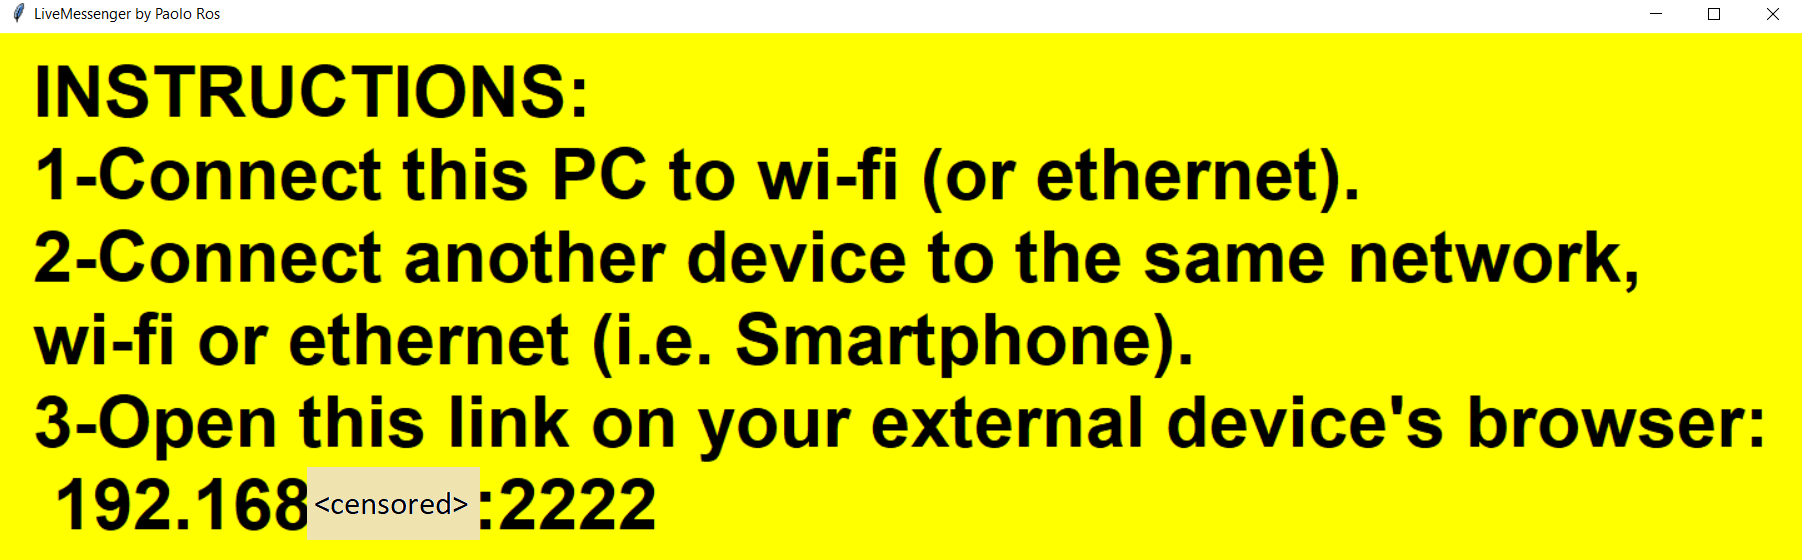 LiveMessenger by Paolo Ros
INSTRUCTIONS:
1-Connect this PC to wi-fi (or ethernet).
2-Connect another device to the same network,
wi-fi or ethernet (i.e. Smartphone).
3-Open this link on your external device's browser:
192.168<censored>:2222